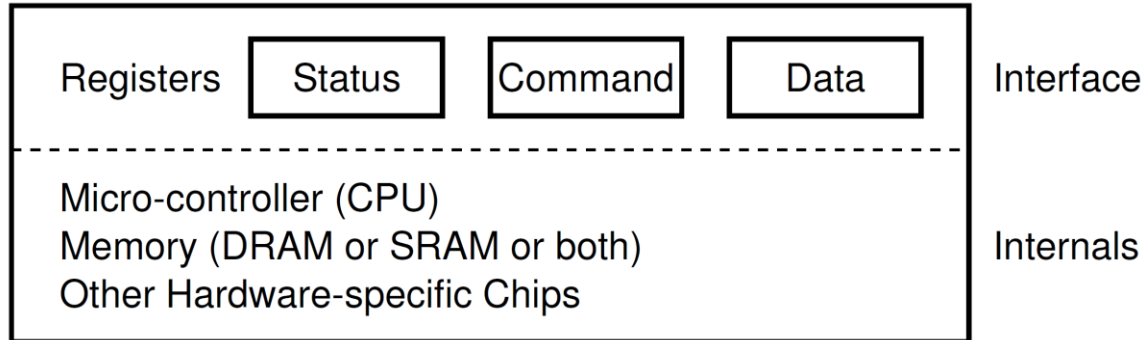 Registers Status Command Data Interface
Micro-controller (CPU)
Memory (DRAM or SRAM or both) Internals
Other Hardware-specific Chips